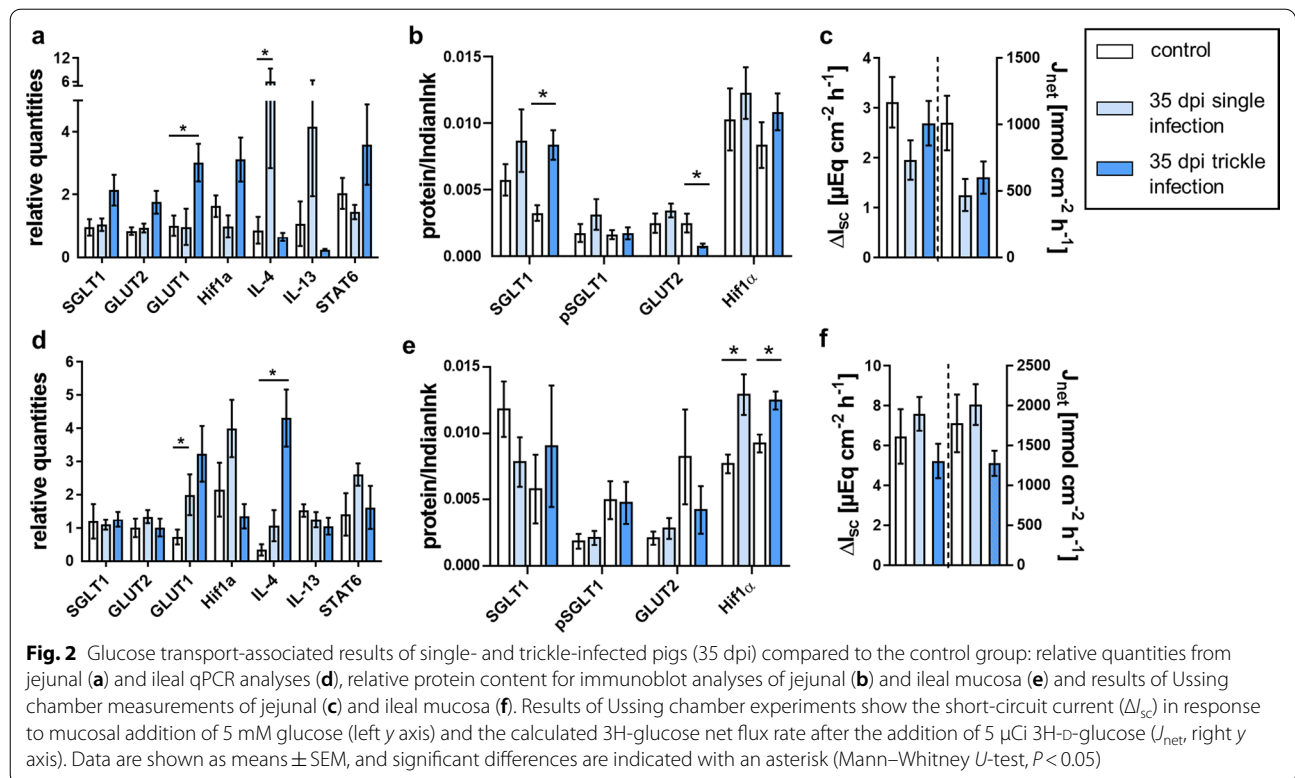 a
relative quantities
12
6
4
2
0
*
*
SGLT1
GLUT2
GLUT1
Hif1a
IL-4
IL-13
STAT6
b
protein/IndianInk
0.015
0.010
0.005
0.000
*
*
SGLT1
pSGLT1
GLUT2
Hif1α
c
ΔIsc [µEq cm-2 h-1]
4
3
2
1
0
1500
1000
500
0
Jnet [nmol cm-2 h-1]
control
35 dpi single
infection
35 dpi trickle
infection
d
relative quantities
6
5
4
3
2
1
0
*
*
SGLT1
GLUT2
GLUT1
Hif1a
IL-4
IL-13
STAT6
e
protein/IndianInk
0.015
0.010
0.005
0.000
*
*
SGLT1
pSGLT1
GLUT2
Hif1α
f
ΔIsc [µEq cm-2 h-1]
10
8
6
4
2
0
2500
2000
1500
1000
500
0
Jnet [nmol cm-2 h-1]
Fig. 2 Glucose transport-associated results of single- and trickle-infected pigs (35 dpi) compared to the control group: relative quantities from
jejunal (a) and ileal qPCR analyses (d), relative protein content for immunoblot analyses of jejunal (b) and ileal mucosa (e) and results of Ussing
chamber measurements of jejunal (c) and ileal mucosa (f). Results of Ussing chamber experiments show the short-circuit current (ΔIsc) in response
to mucosal addition of 5 mM glucose (left y axis) and the calculated 3H-glucose net flux rate after the addition of 5 µCi 3H-D-glucose (Jnet, right y
axis). Data are shown as means ± SEM, and significant differences are indicated with an asterisk (Mann–Whitney U-test, P < 0.05)